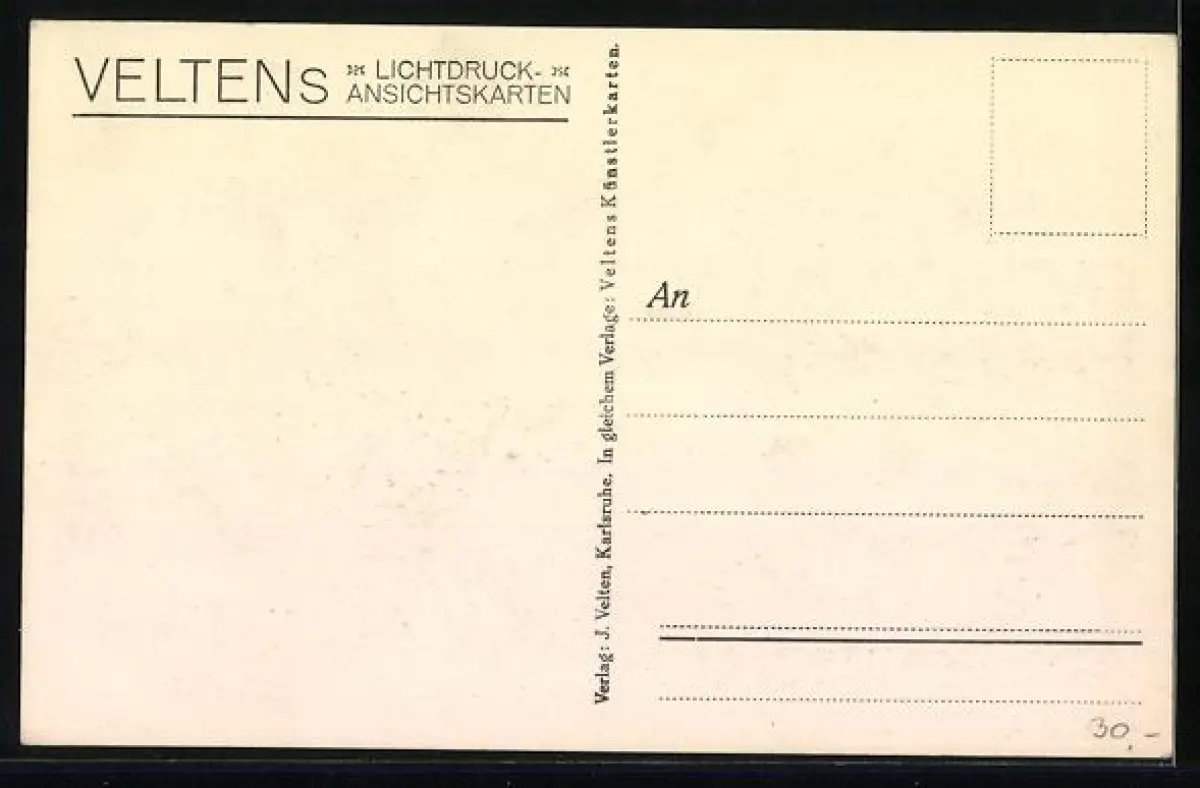 VELTENS ※ LICHTDRUCK- ※
ANSICHTSKARTEN
Verlag: J. Velten, Karlsruhe. In gleichem Verlage: Veltens Künstlerkarten.
An
30,–